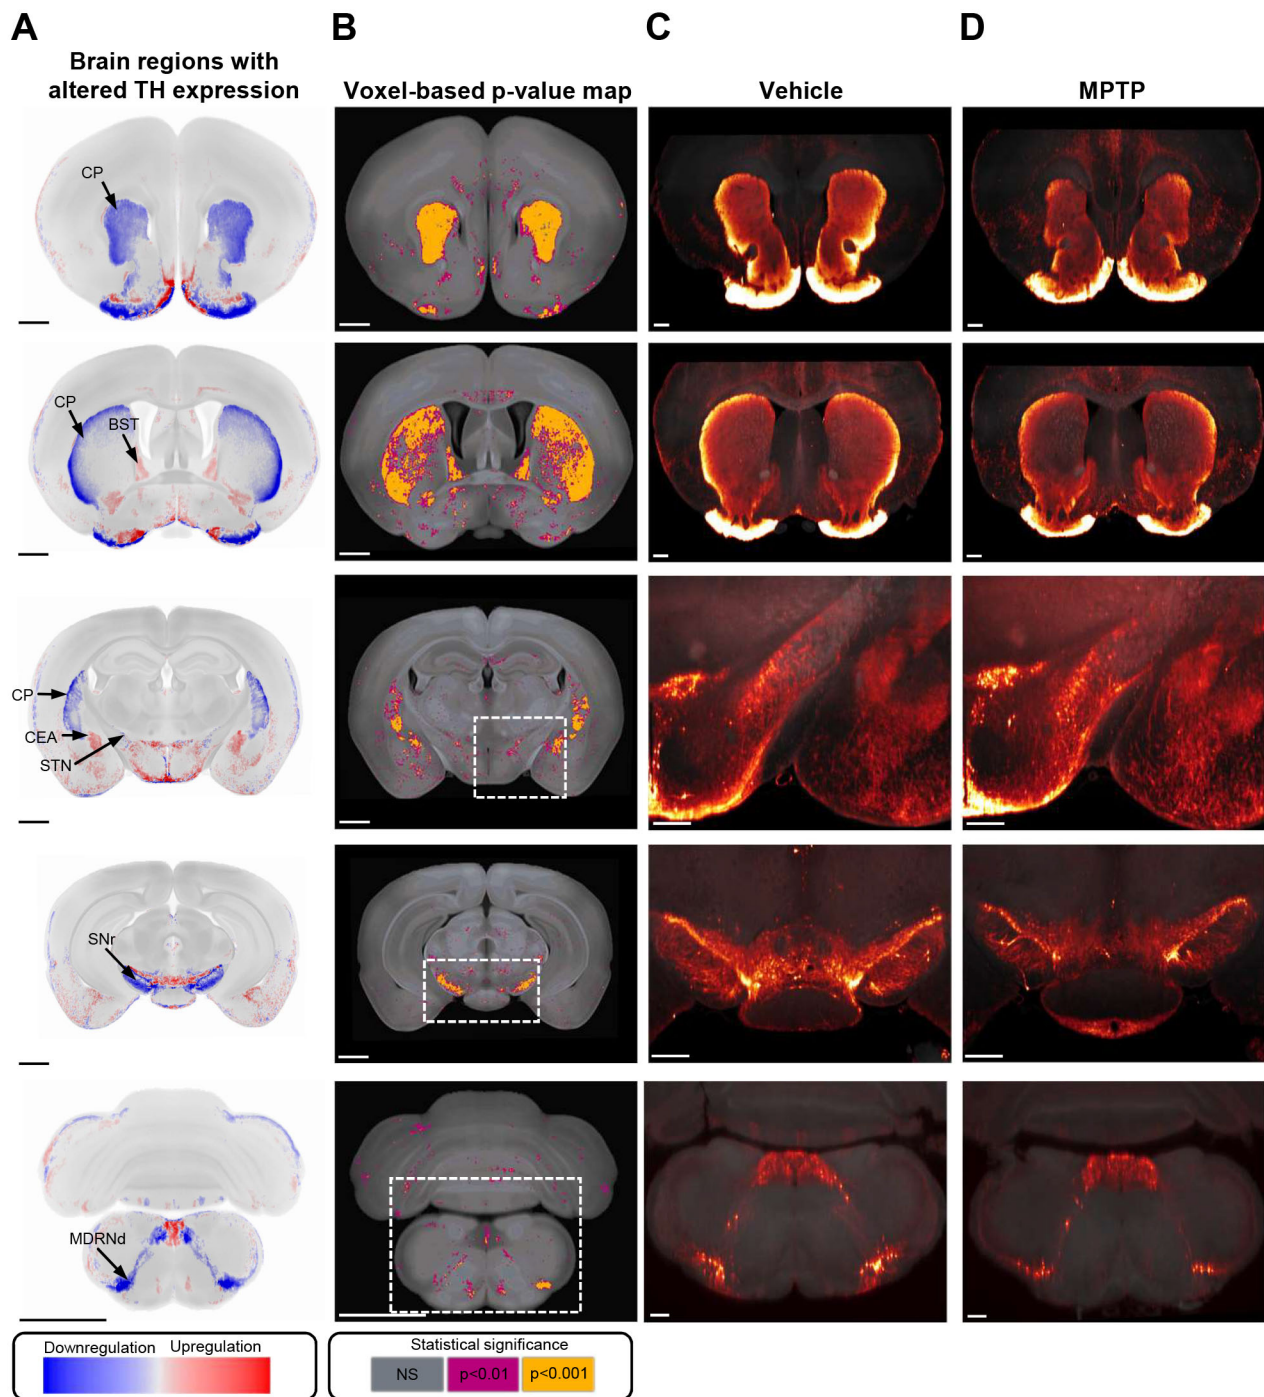 A
B
C
D
Brain regions with
altered TH expression
Voxel-based p-value map
Vehicle
MPTP
CP
CP
BST
CP
CEA
STN
SNr
MDRNd
Downregulation Upregulation
Statistical significance
NS
p<0.01
p<0.001